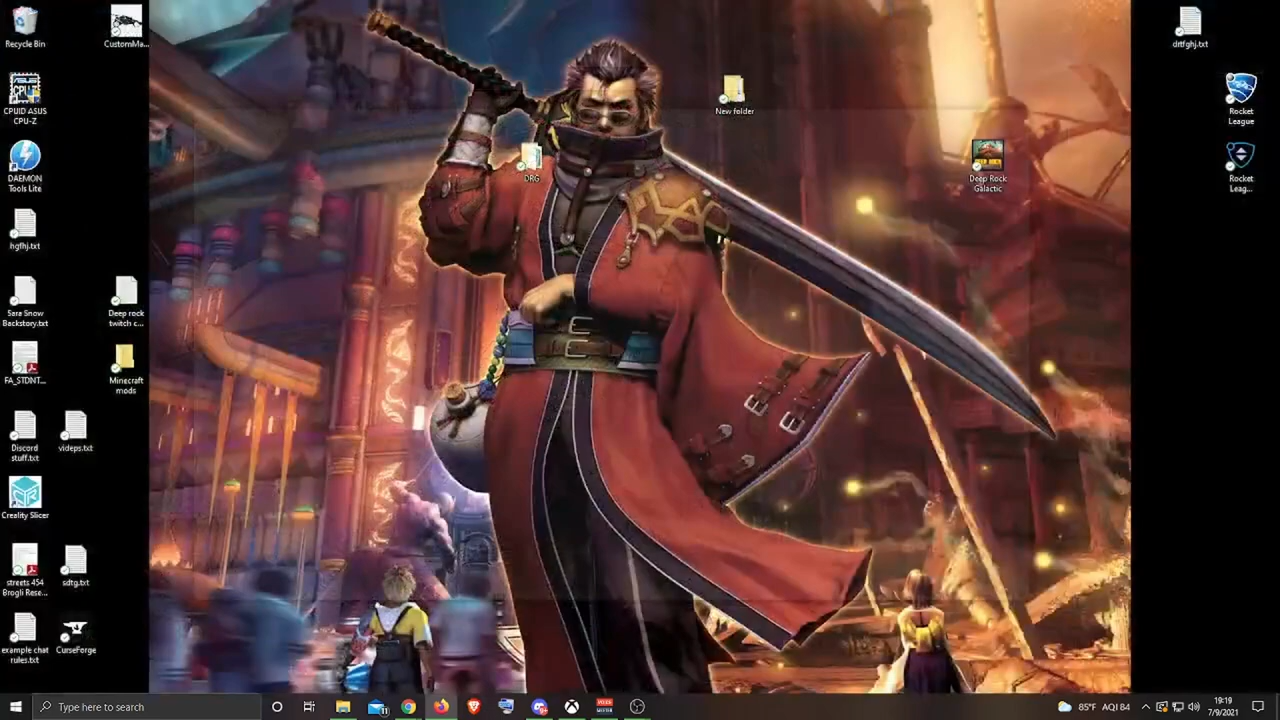 Recycle Bin
CustomMa...
CPUID ASUS
CPU-Z
DAEMON
Tools Lite
hgfhj.txt
Sara Snow
Backstory.txt
Deep rock
twitch c...
FA_STDNT...
Minecraft
mods
Discord
stuff.txt
videps.txt
Creality Slicer
streets 454
Brogli Rese...
sdtg.txt
example chat
rules.txt
CurseForge
DRG
New folder
Deep Rock
Galactic
drtfghj.txt
Rocket
League
Rocket
Leag...
Type here to search
85°F AQI 84
19:19
7/9/2021